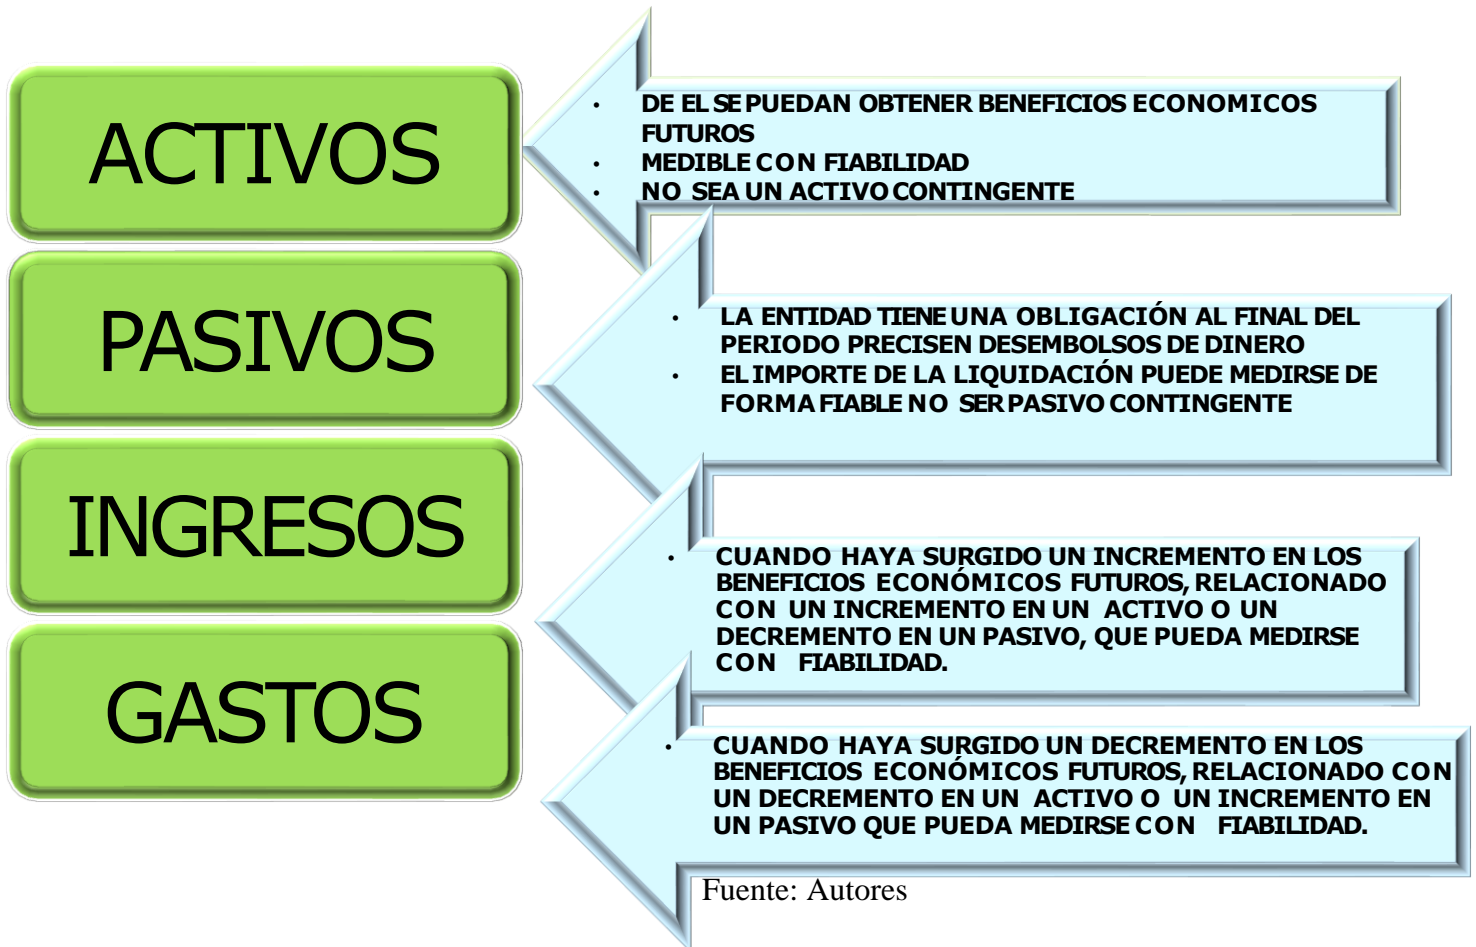 ACTIVOS
· DE EL SE PUEDAN OBTENER BENEFICIOS ECONOMICOS
FUTUROS
· MEDIBLE CON FIABILIDAD
· NO SEA UN ACTIVO CONTINGENTE
PASIVOS
· LA ENTIDAD TIENE UNA OBLIGACIÓN AL FINAL DEL
PERIODO PRECISEN DESEMBOLSOS DE DINERO
· EL IMPORTE DE LA LIQUIDACIÓN PUEDE MEDIRSE DE
FORMA FIABLE NO SER PASIVO CONTINGENTE
INGRESOS
· CUANDO HAYA SURGIDO UN INCREMENTO EN LOS
BENEFICIOS ECONÓMICOS FUTUROS, RELACIONADO
CON UN INCREMENTO EN UN ACTIVO O UN
DECREMENTO EN UN PASIVO, QUE PUEDA MEDIRSE
CON FIABILIDAD.
GASTOS
· CUANDO HAYA SURGIDO UN DECREMENTO EN LOS
BENEFICIOS ECONÓMICOS FUTUROS, RELACIONADO CON
UN DECREMENTO EN UN ACTIVO O UN INCREMENTO EN
UN PASIVO QUE PUEDA MEDIRSE CON FIABILIDAD.
Fuente: Autores